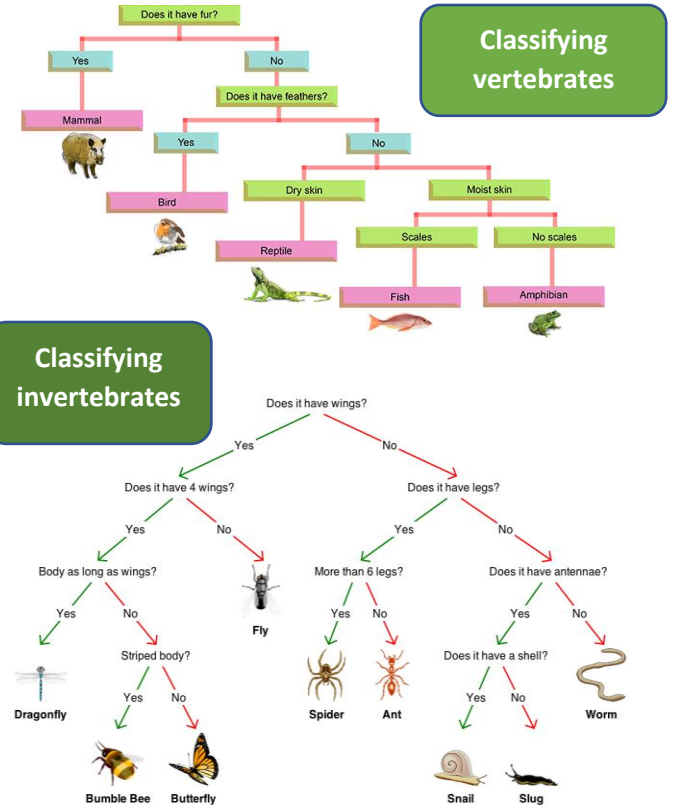 Does it have fur?
Classifying
vertebrates
Yes
No
Does it have feathers?
Mammal
Yes
No
Dry skin
Moist skin
Bird
Scales
No scales
Reptile
Fish
Amphibian
Classifying
invertebrates
Does it have wings?
Yes
No
Does it have 4 wings?
Does it have legs?
Yes
No
Yes
No
Body as long as wings?
More than 6 legs?
Does it have antennae?
Yes
No
Fly
Yes
No
Yes
No
Striped body?
Does it have a shell?
Dragonfly
Yes
No
Spider
Ant
Yes
No
Worm
Bumble Bee
Butterfly
Snail
Slug